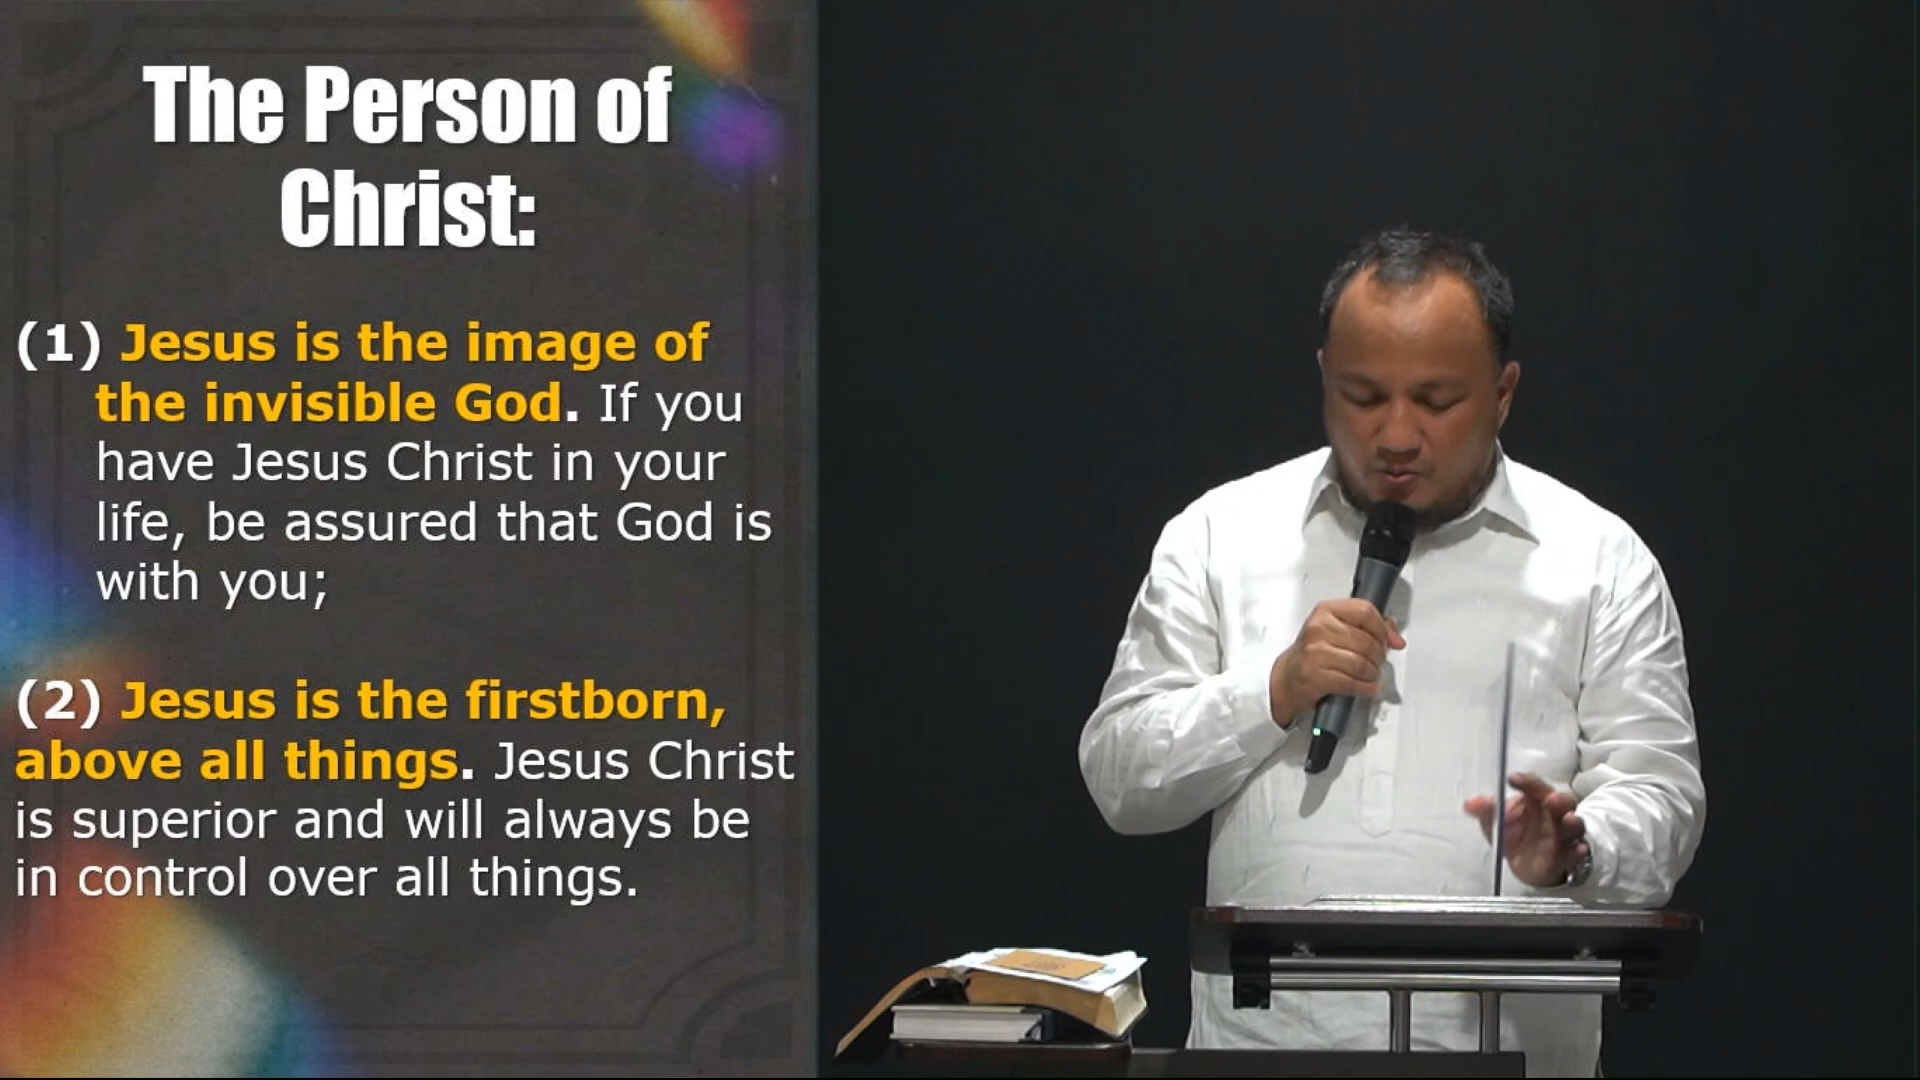 The Person of
Christ:
(1) Jesus is the image of
the invisible God. If you
have Jesus Christ in your
life, be assured that God is
with you;
(2) Jesus is the firstborn,
above all things. Jesus Christ
is superior and will always be
in control over all things.